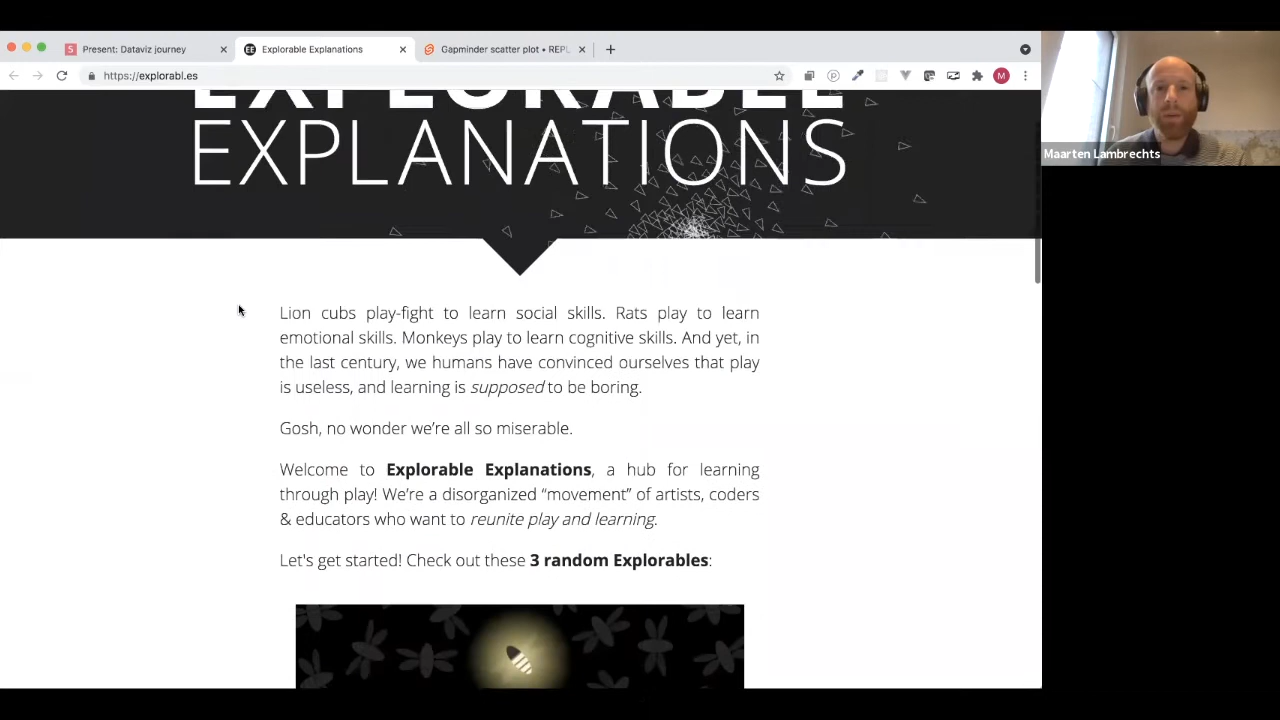 Present: Dataviz journey
EE
Explorable Explanations
Gapminder scatter plot • REPL
https://explorabl.es
M
EXPLORABLE
EXPLANATIONS
Maarten Lambrechts
Lion cubs play-fight to learn social skills. Rats play to learn
emotional skills. Monkeys play to learn cognitive skills. And yet, in
the last century, we humans have convinced ourselves that play
is useless, and learning is supposed to be boring.
Gosh, no wonder we’re all so miserable.
Welcome to Explorable Explanations, a hub for learning
through play! We’re a disorganized “movement” of artists, coders
& educators who want to reunite play and learning.
Let's get started! Check out these 3 random Explorables: